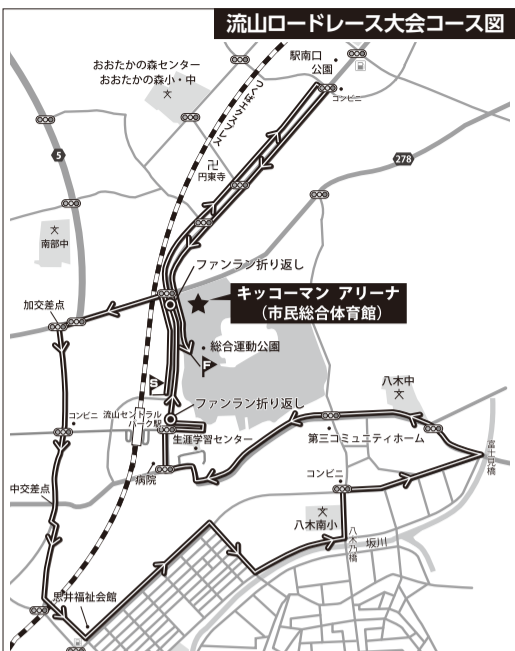 流山ロードレース大会コース図
駅南口
公園
コンビニ
おおたかの森センター
おおたかの森小・中
つくばエクスプレス
5
278
円東寺
南部中
ファンラン折り返し
キッコーマン アリーナ
(市民総合体育館)
加交差点
総合運動公園
F
S
八木中
コンビニ
流山セントラル
パーク駅
ファンラン折り返し
生涯学習センター
第三コミュニティホーム
富士見橋
病院
コンビニ
中交差点
八木南小
八木乃橋
坂川
思井福祉会館